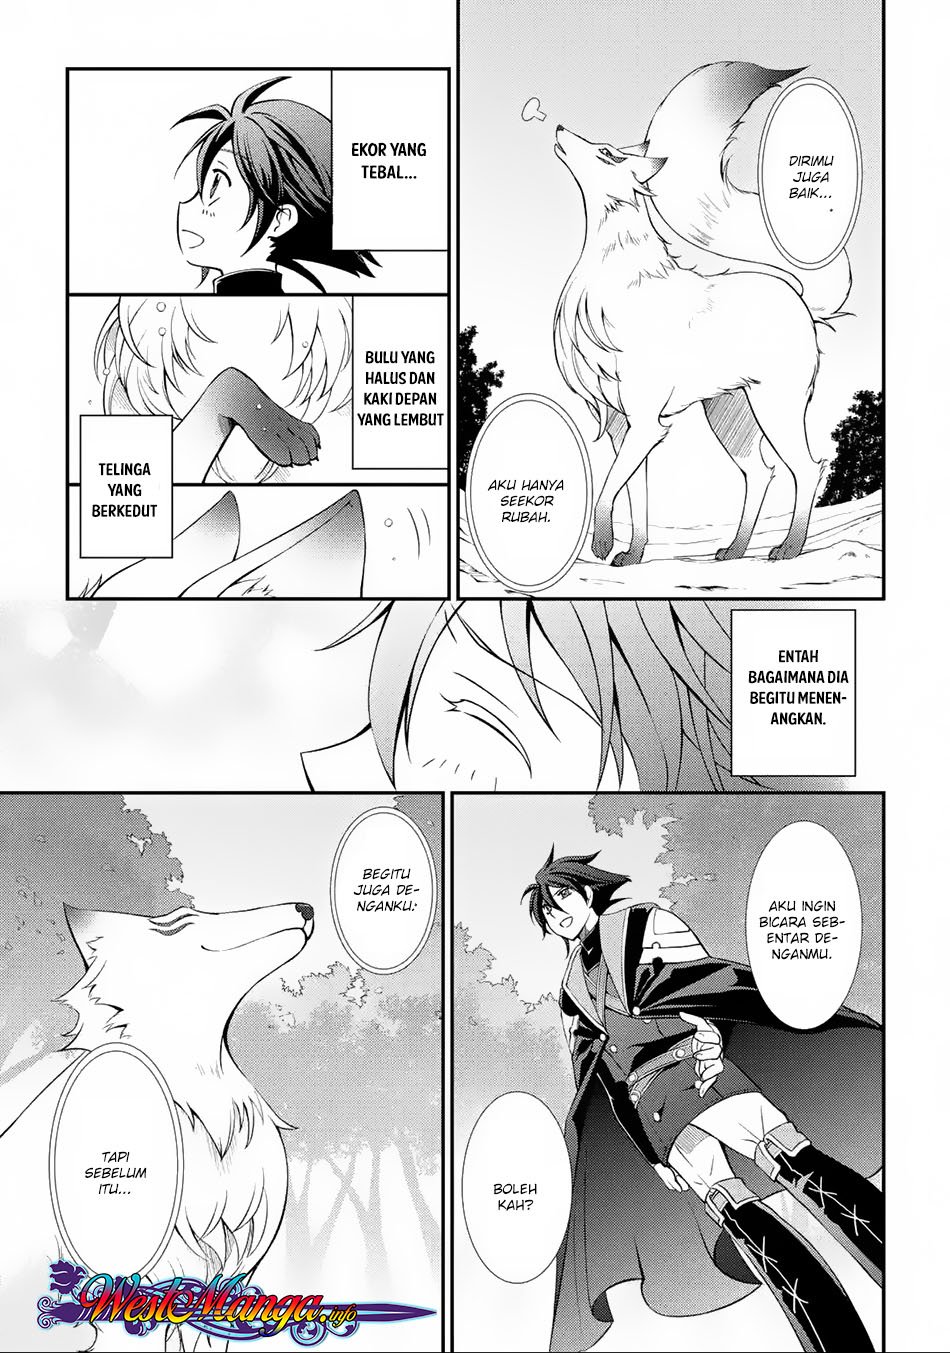 DIRIMU
JUGA
BAIK...
AKU HANYA
SEEKOR
RUBAH.
EKOR YANG
TEBAL...
BULU YANG
HALUS DAN
KAKI DEPAN
YANG LEMBUT
TELINGA
YANG
BERKEDUT
ENTAH
BAGAIMANA DIA
BEGITU MENEN-
ANGKAN.
AKU INGIN
BICARA SEB-
ENTAR DE-
NGANMU.
BOLEH
KAH?
BEGITU
JUGA DE-
NGANKU:
TAPI
SEBELUM
ITU...
WestManga.info